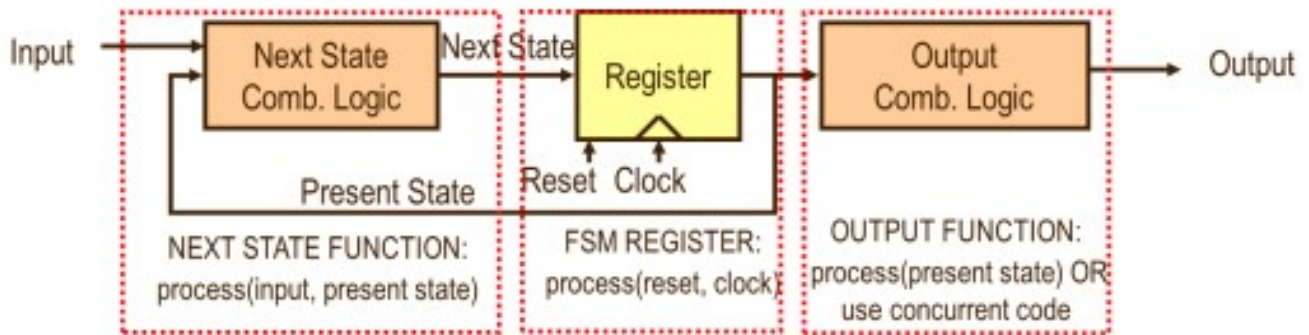 Input
Next State
Comb. Logic
Next State
Register
Output
Comb. Logic
Output
Reset Clock
Present State
NEXT STATE FUNCTION:
process(input, present state)
FSM REGISTER:
process(reset, clock)
OUTPUT FUNCTION:
process(present state) OR
use concurrent code